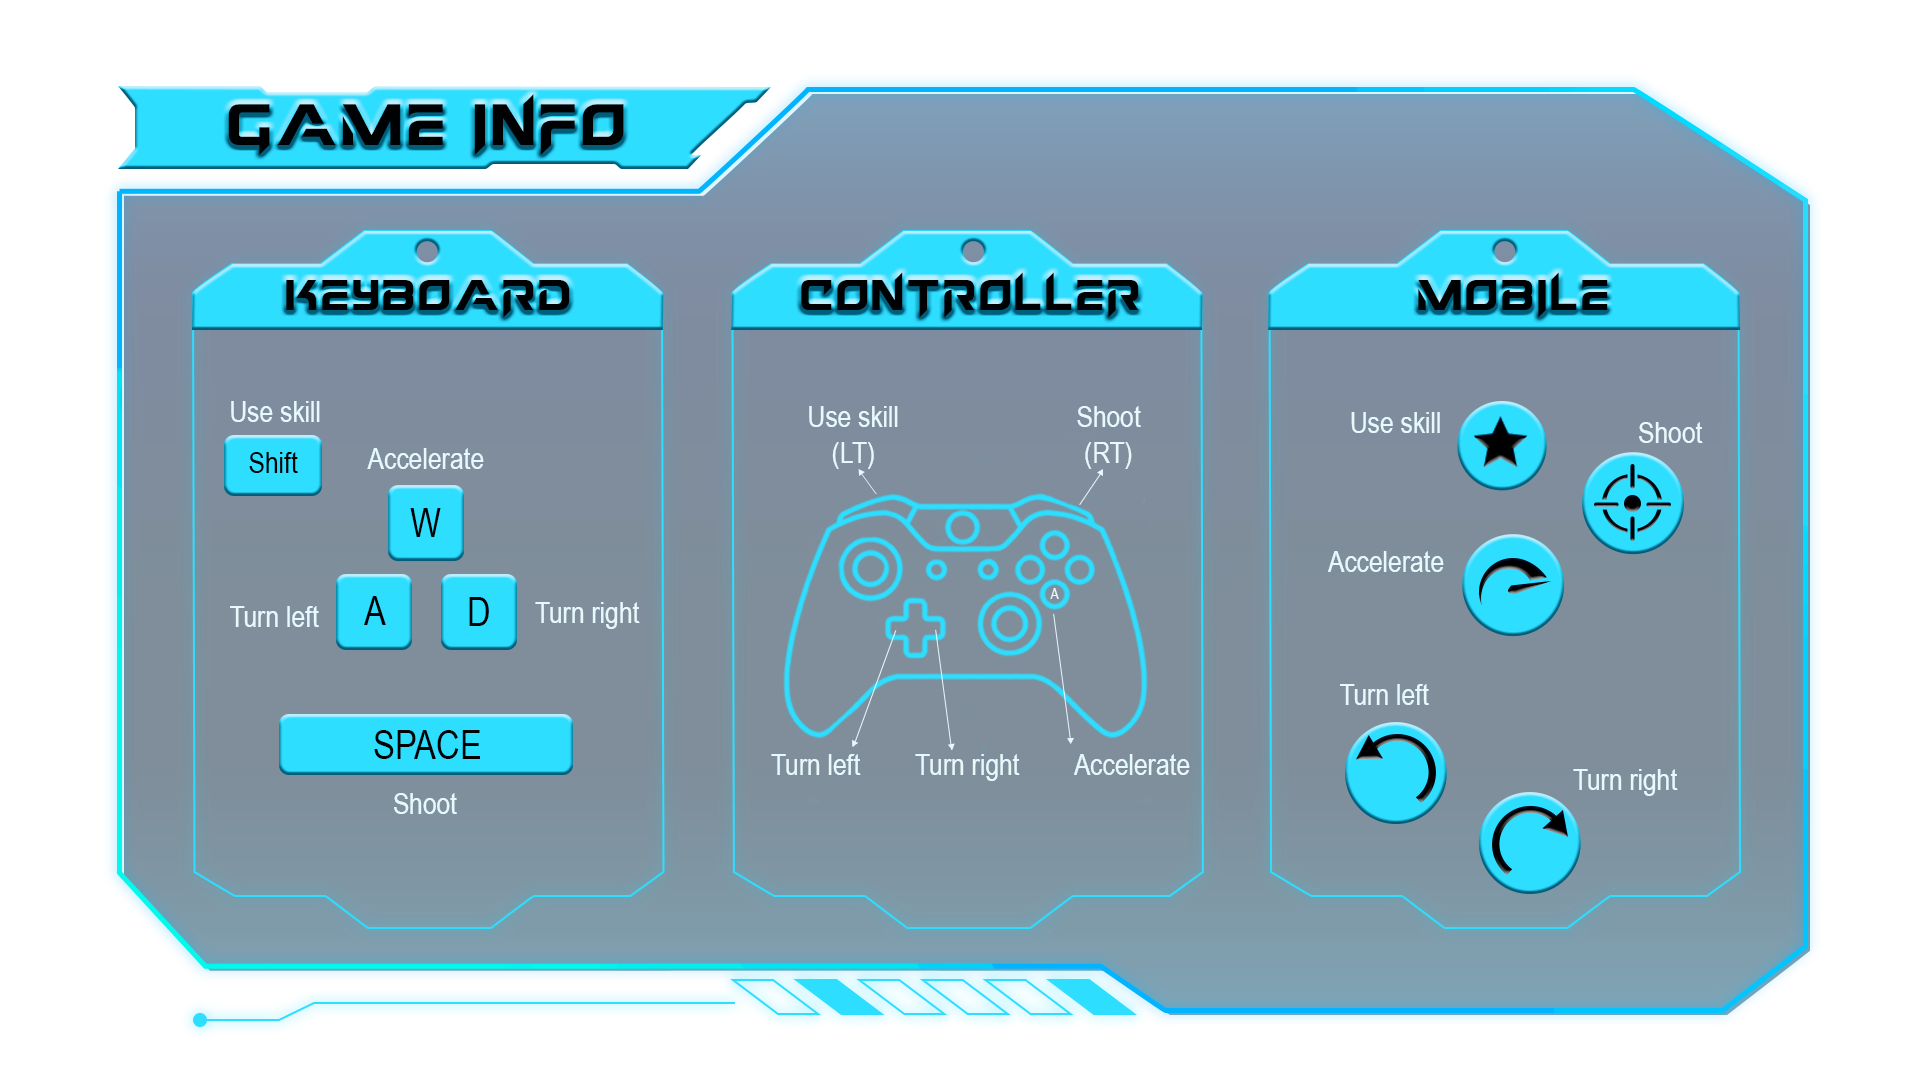 GAME INFO
KEYBOARD
Use skill
Shift
Accelerate
W
Turn left
A
D
Turn right
SPACE
Shoot
CONTROLLER
Use skill
(LT)
Shoot
(RT)
A
Turn left
Turn right
Accelerate
MOBILE
Use skill
Shoot
Accelerate
Turn left
Turn right